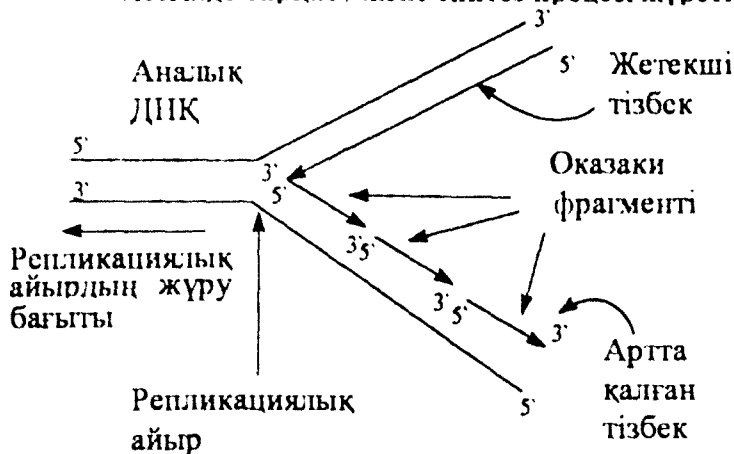 3`
5`
Аналық
ДНҚ
Жетекші
тізбек
5`
3`
3`
5`
Оказаки
фрагменті
3`5`
Репликациялық
айырдың жүру
бағыты
3`5`
3`
Артта
қалған
тізбек
Репликациялық
айыр
5`